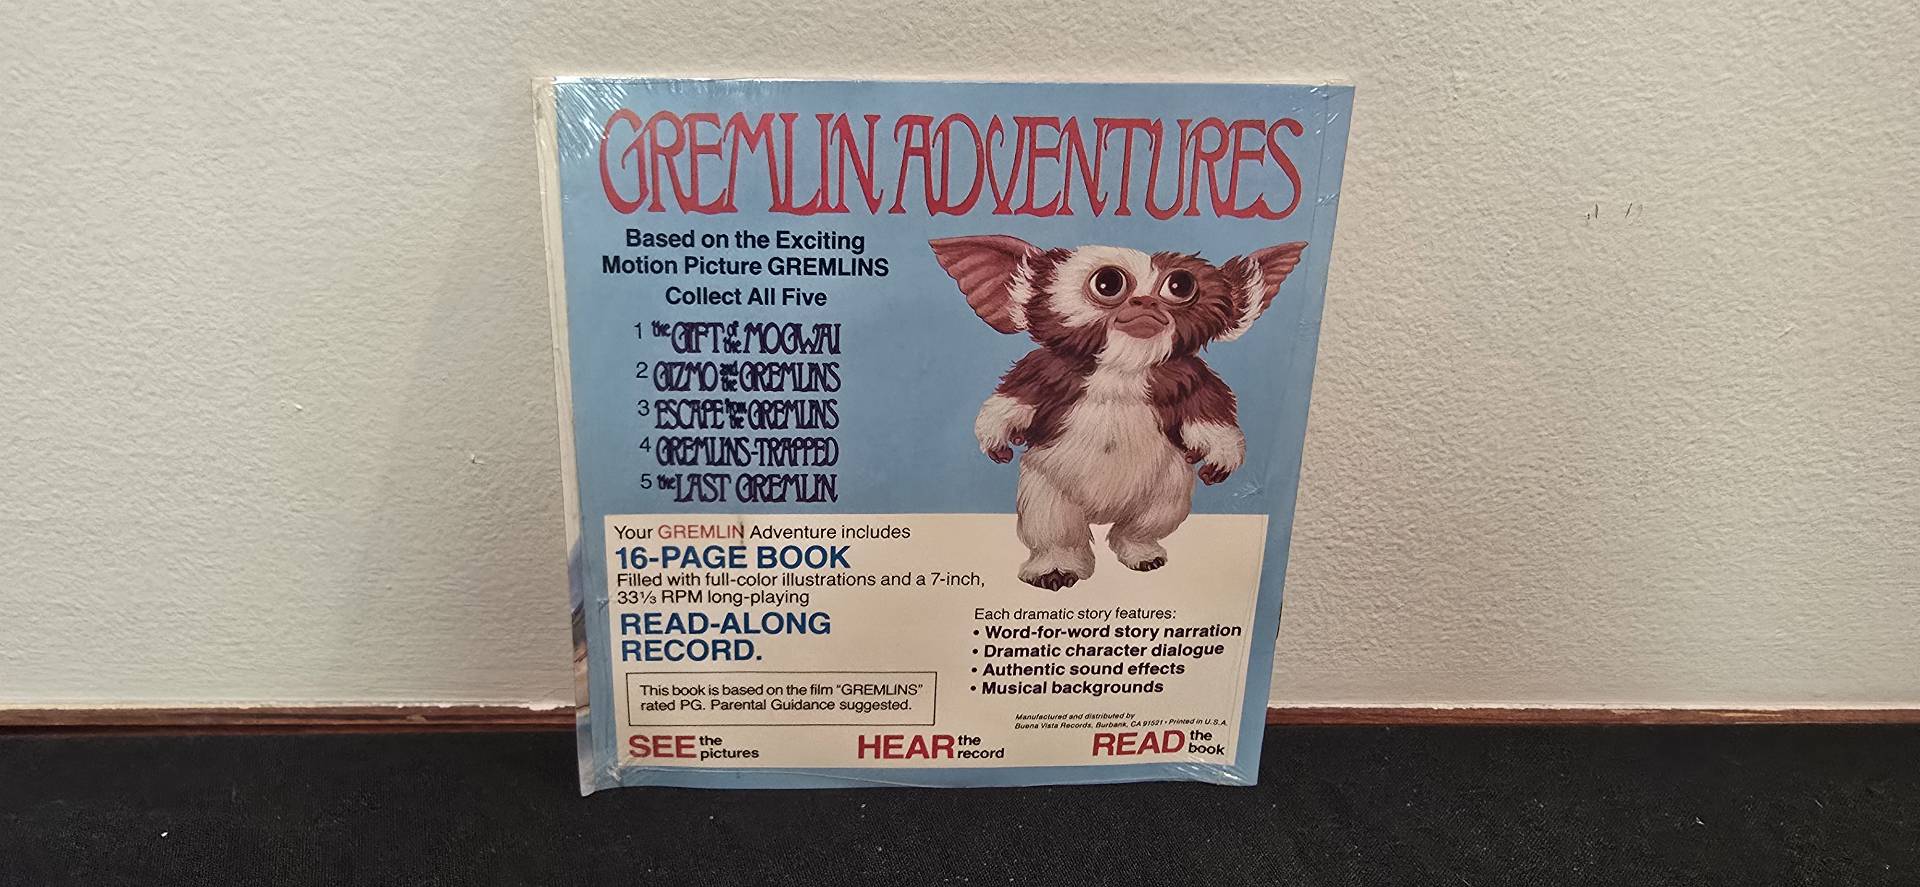 GREMLIN ADVENTURES
Based on the Exciting
Motion Picture GREMLINS
Collect All Five
1 the GIFT of the MOGWAI
2 GIZMO and the GREMLINS
3 ESCAPE from the GREMLINS
4 GREMLINS-TRAPPED
5 the LAST GREMLIN
Your GREMLIN Adventure includes
16-PAGE BOOK
Filled with full-color illustrations and a 7-inch,
33⅓ RPM long-playing
READ-ALONG
RECORD.
This book is based on the film "GREMLINS"
rated PG. Parental Guidance suggested.
Each dramatic story features:
• Word-for-word story narration
• Dramatic character dialogue
• Authentic sound effects
• Musical backgrounds
Manufactured and distributed by
Buena Vista Records, Burbank, CA 91521 • Printed in U.S.A.
SEE the pictures
HEAR the record
READ the book